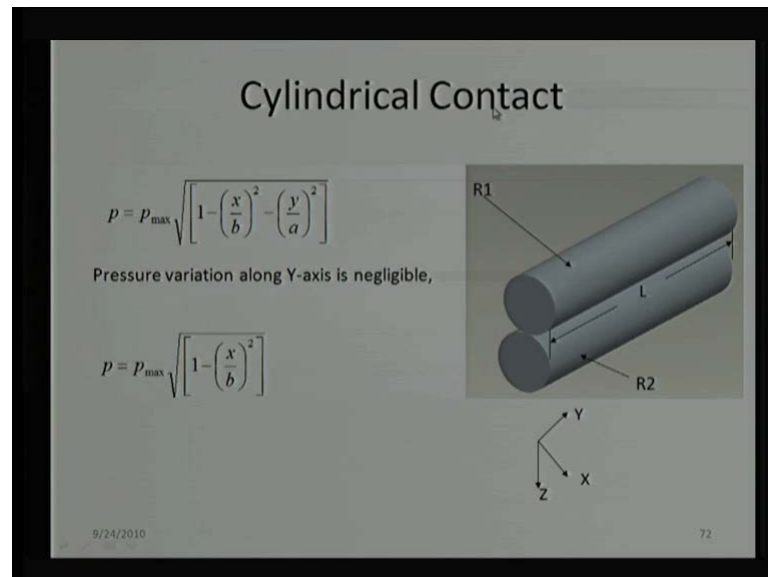 Cylindrical Contact
p = p_max √[1 − (x/b)² − (y/a)²]
Pressure variation along Y-axis is negligible,
p = p_max √[1 − (x/b)²]
R1
L
R2
Y
X
Z
9/24/2010
72